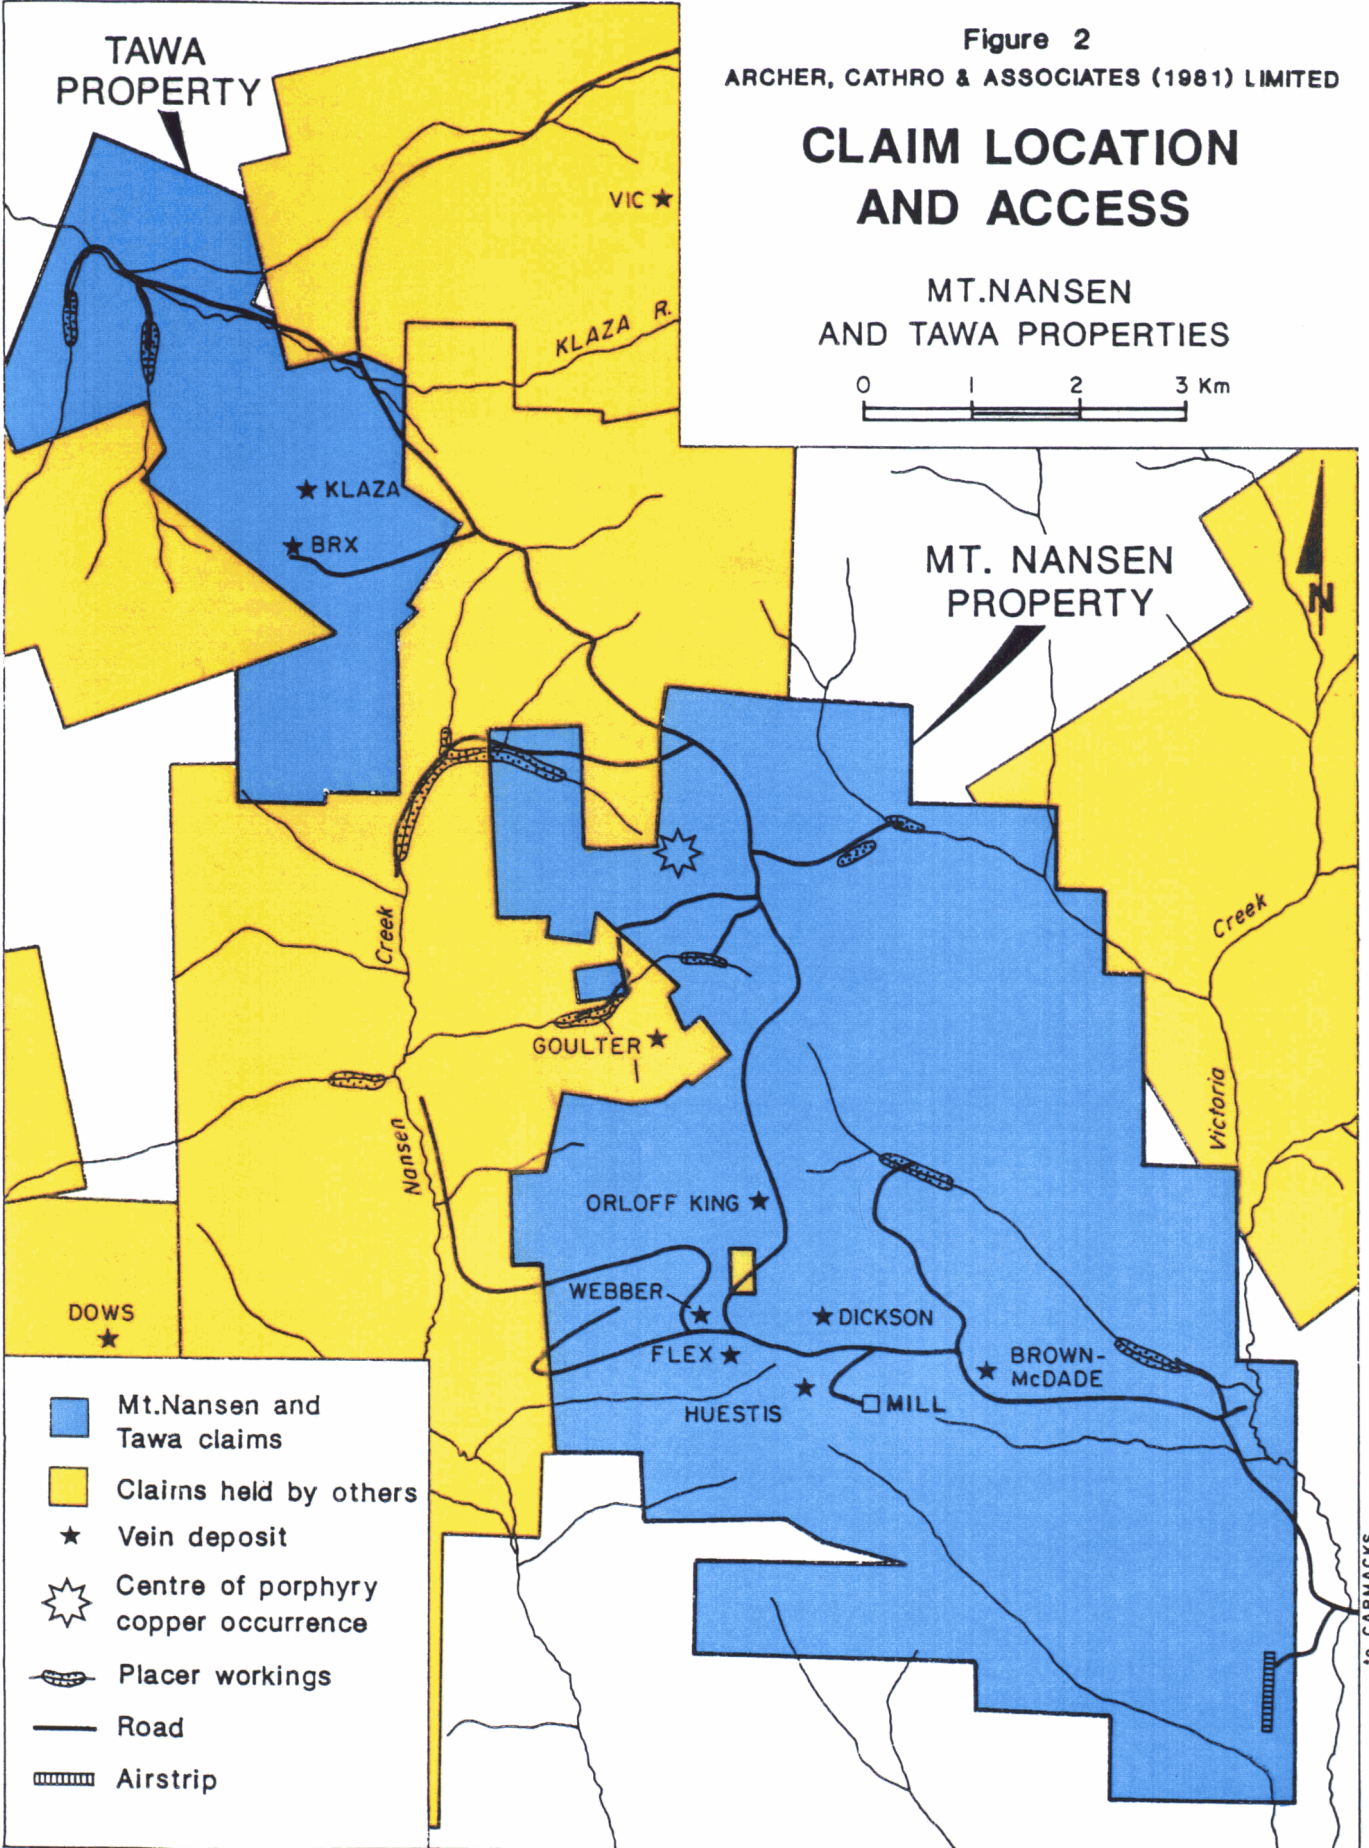 Figure 2
ARCHER, CATHRO & ASSOCIATES (1981) LIMITED
CLAIM LOCATION
AND ACCESS
MT.NANSEN
AND TAWA PROPERTIES
0 1 2 3 Km
TAWA
PROPERTY
VIC
KLAZA R.
KLAZA
BRX
MT. NANSEN
PROPERTY
N
Creek
Creek
GOULTER
Nansen
Victoria
ORLOFF KING
WEBBER
DICKSON
DOWS
FLEX
BROWN-
McDADE
HUESTIS
MILL
to CARMACKS
Mt.Nansen and
Tawa claims
Claims held by others
Vein deposit
Centre of porphyry
copper occurrence
Placer workings
Road
Airstrip